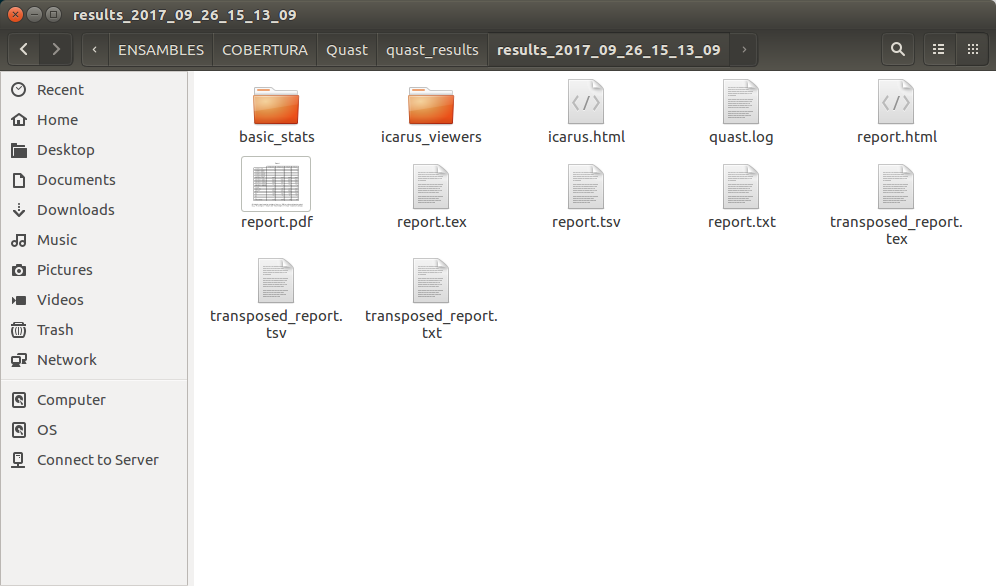 results_2017_09_26_15_13_09
ENSAMBLES COBERTURA Quast quast_results results_2017_09_26_15_13_09
Recent
Home
Desktop
Documents
Downloads
Music
Pictures
Videos
Trash
Network
Computer
OS
Connect to Server
basic_stats
icarus_viewers
icarus.html
quast.log
report.html
report.pdf
report.tex
report.tsv
report.txt
transposed_report.
tex
transposed_report.
tsv
transposed_report.
txt